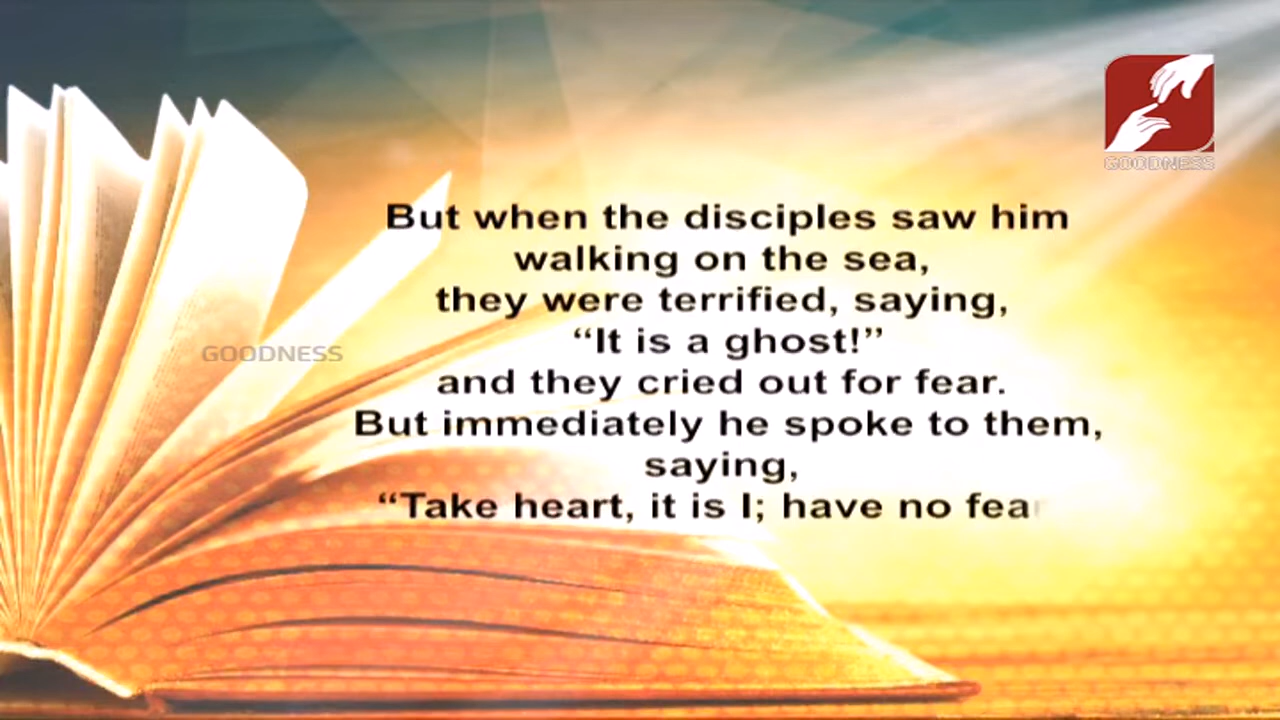 GOODNESS
But when the disciples saw him
walking on the sea,
they were terrified, saying,
“It is a ghost!”
GOODNESS
and they cried out for fear.
But immediately he spoke to them,
saying,
“Take heart, it is I; have no fear